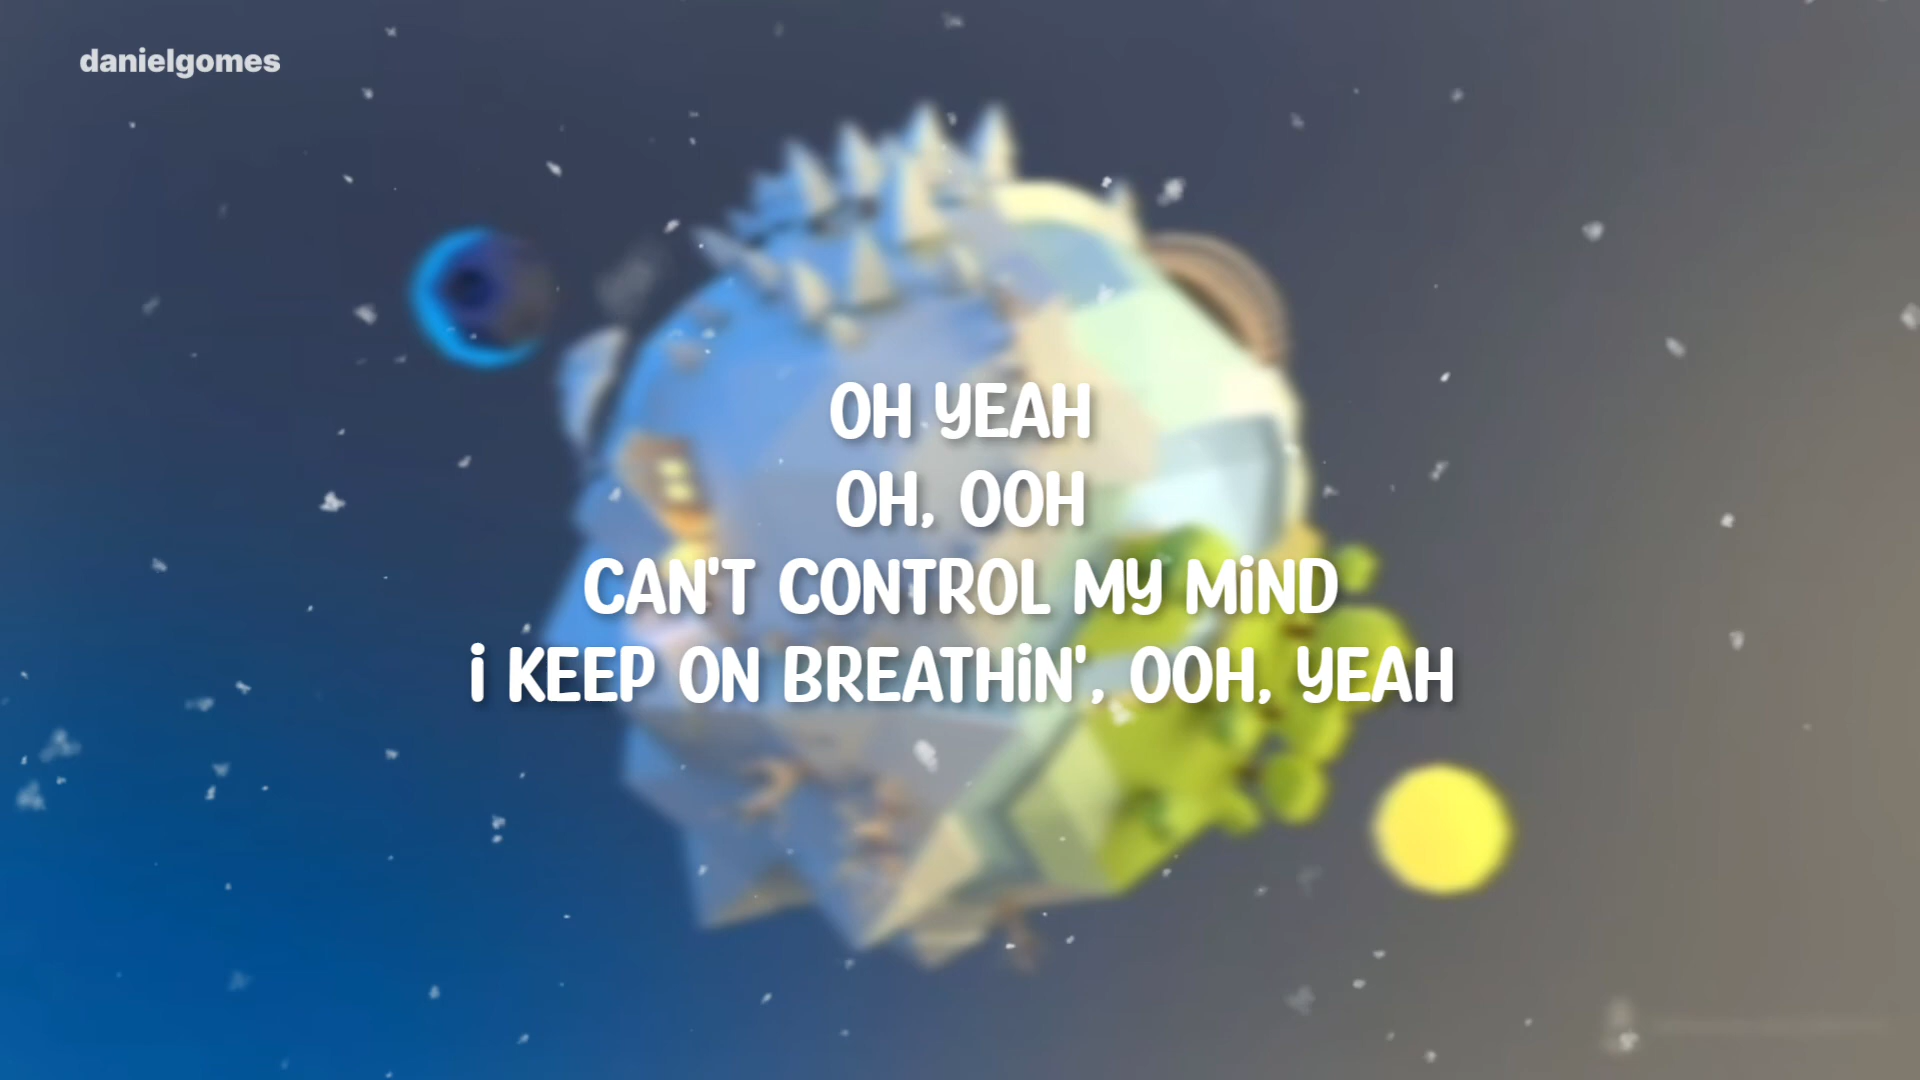 danielgomes
OH YEAH
OH, OOH
CAN'T CONTROL MY MiND
i KEEP ON BREATHiN', OOH, YEAH